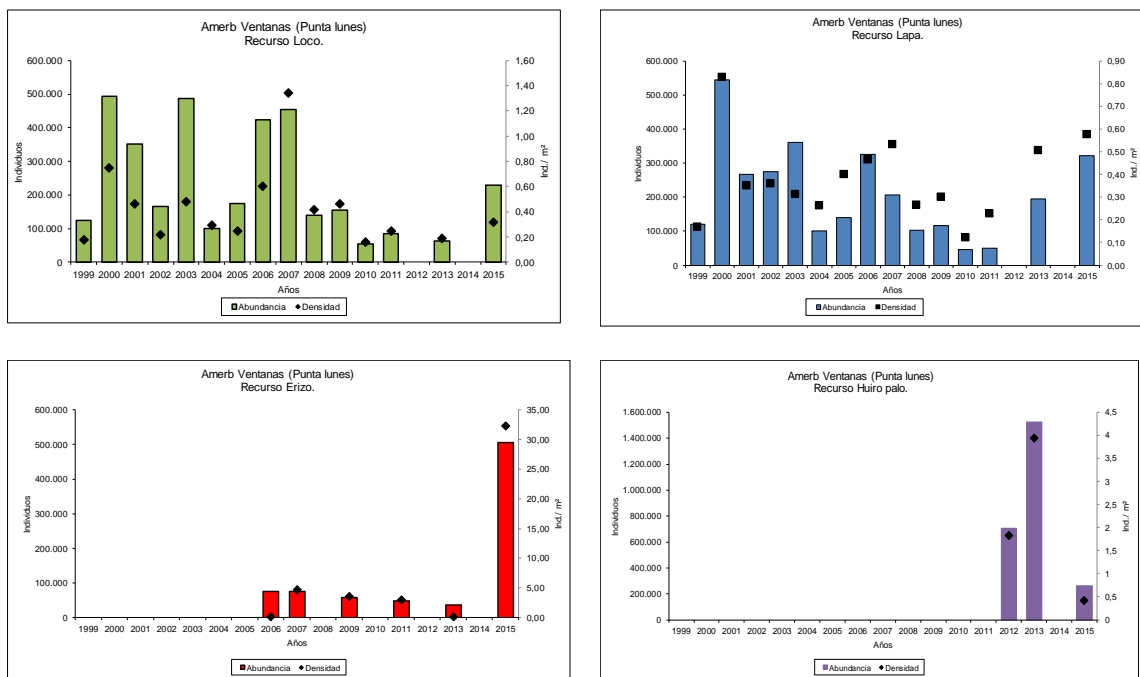 Amerb Ventanas (Punta lunes)
Recurso Loco.
600.000
500.000
400.000
300.000
200.000
100.000
0
Individuos
1,60
1,40
1,20
1,00
0,80
0,60
0,40
0,20
0,00
Ind./ m²
1999 2000 2001 2002 2003 2004 2005 2006 2007 2008 2009 2010 2011 2012 2013 2014 2015
Años
Abundancia Densidad
Amerb Ventanas (Punta lunes)
Recurso Lapa.
600.000
500.000
400.000
300.000
200.000
100.000
0
Individuos
0,90
0,80
0,70
0,60
0,50
0,40
0,30
0,20
0,10
0,00
Ind./ m²
1999 2000 2001 2002 2003 2004 2005 2006 2007 2008 2009 2010 2011 2012 2013 2014 2015
Años
Abundancia Densidad
Amerb Ventanas (Punta lunes)
Recurso Erizo.
600.000
500.000
400.000
300.000
200.000
100.000
0
Individuos
35,00
30,00
25,00
20,00
15,00
10,00
5,00
0,00
Ind./ m²
1999 2000 2001 2002 2003 2004 2005 2006 2007 2008 2009 2010 2011 2012 2013 2014 2015
Años
Abundancia Densidad
Amerb Ventanas (Punta lunes)
Recurso Huiro palo.
1.600.000
1.400.000
1.200.000
1.000.000
800.000
600.000
400.000
200.000
0
Individuos
4,5
4
3,5
3
2,5
2
1,5
1
0,5
0
Ind./ m²
1999 2000 2001 2002 2003 2004 2005 2006 2007 2008 2009 2010 2011 2012 2013 2014 2015
Años
Abundancia Densidad